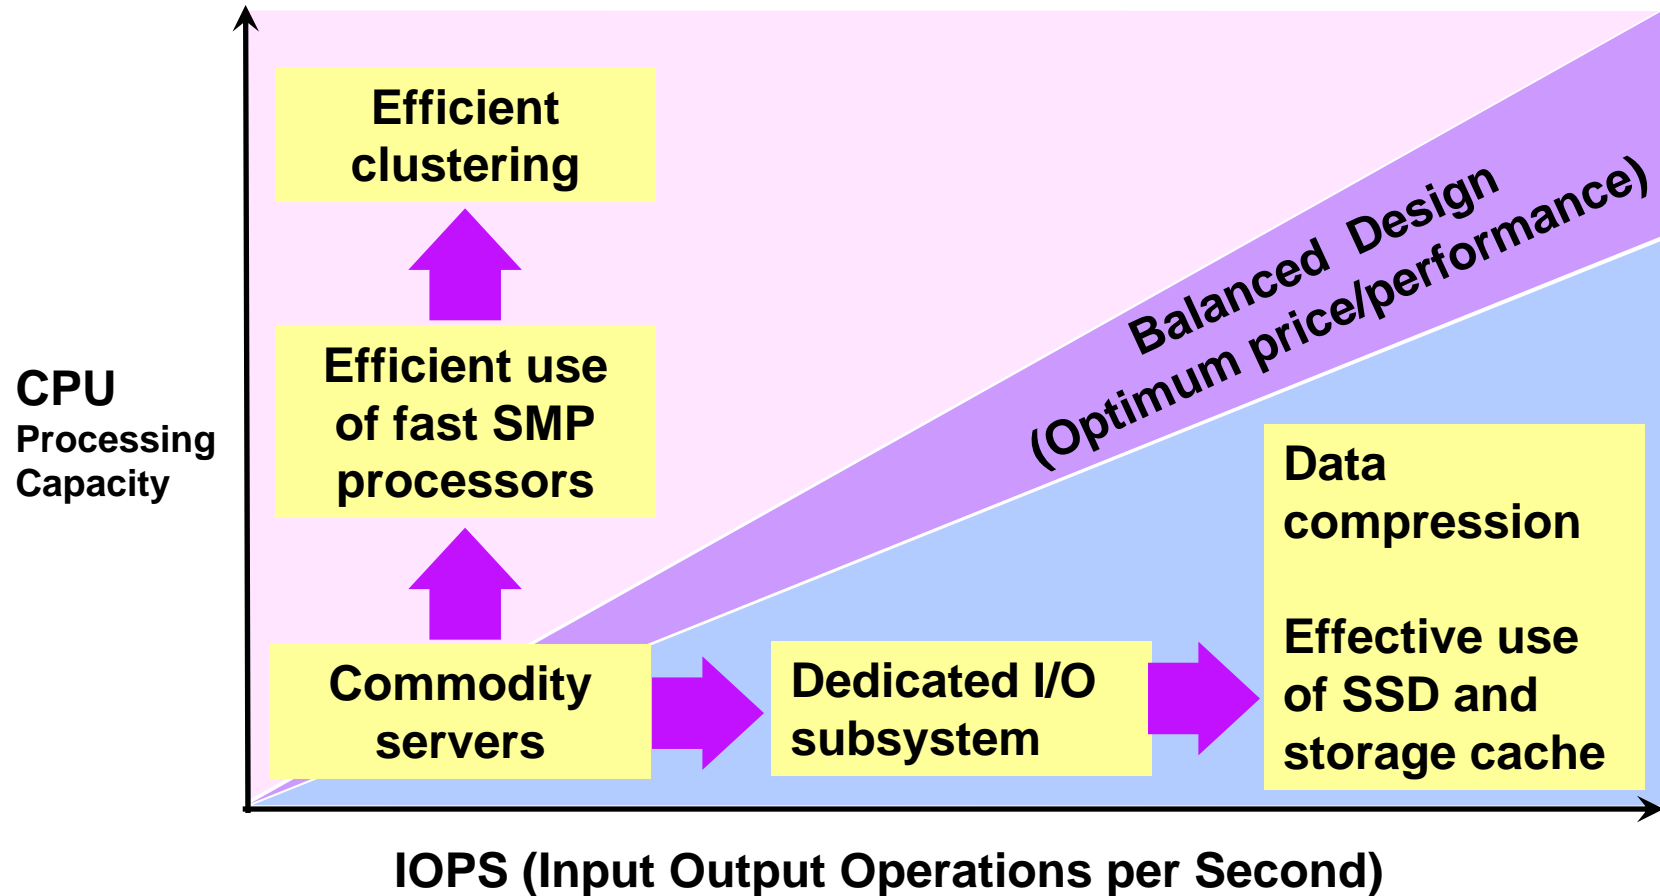 Efficient
clustering
Efficient use
of fast SMP
processors
CPU
Processing
Capacity
Balanced Design
(Optimum price/performance)
Data
compression
Effective use
of SSD and
storage cache
Commodity
servers
Dedicated I/O
subsystem
IOPS (Input Output Operations per Second)